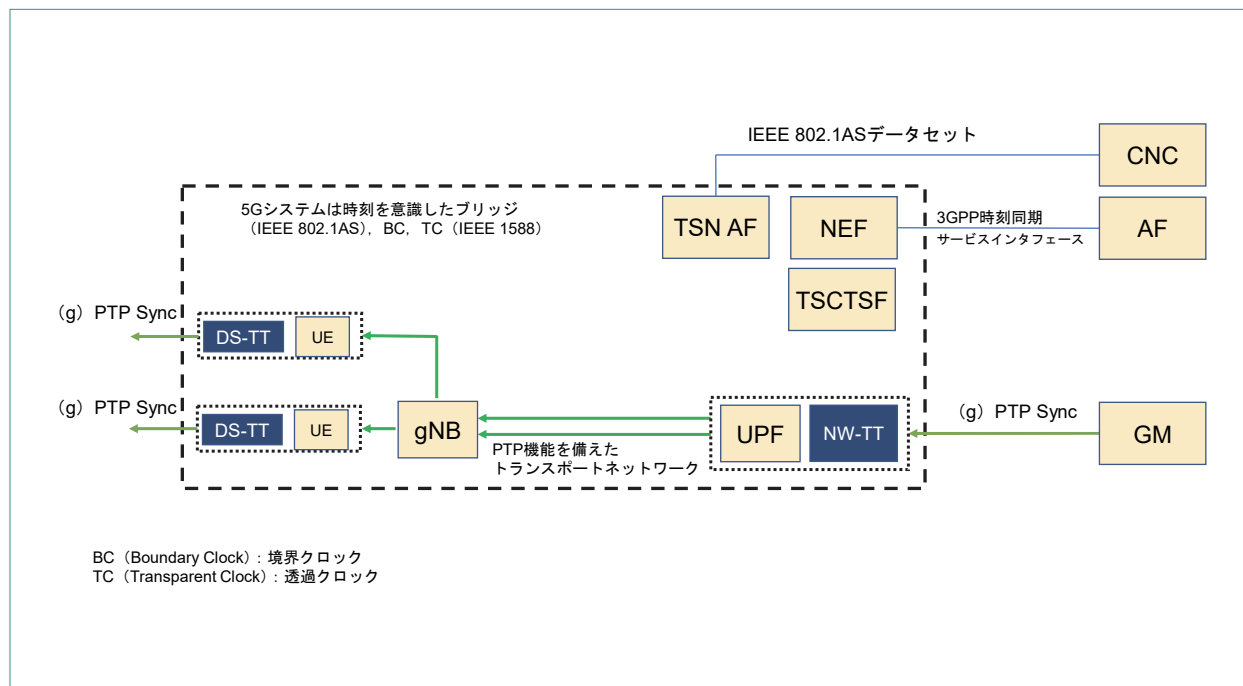 IEEE 802.1ASデータセット
CNC
5Gシステムは時刻を意識したブリッジ
（IEEE 802.1AS），BC，TC（IEEE 1588）
TSN AF
NEF
3GPP時刻同期
サービスインタフェース
AF
TSCTSF
（g）PTP Sync
DS-TT
UE
（g）PTP Sync
DS-TT
UE
gNB
PTP機能を備えた
トランスポートネットワーク
UPF
NW-TT
（g）PTP Sync
GM
BC（Boundary Clock）：境界クロック
TC（Transparent Clock）：透過クロック